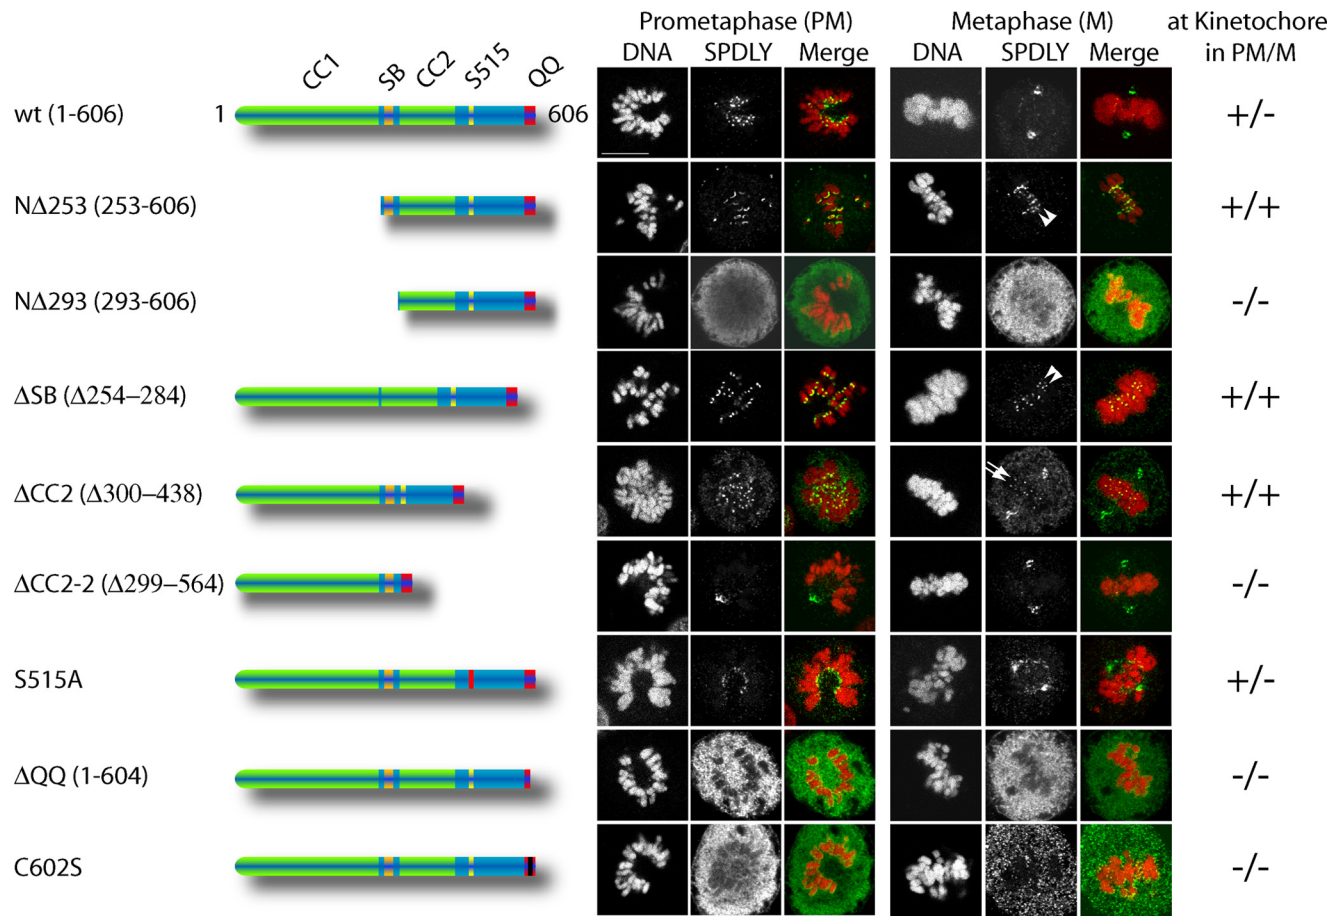 Prometaphase (PM) Metaphase (M) at Kinetochore
DNA SPDLY Merge DNA SPDLY Merge in PM/M
CC1 SB CC2 S515 QQ
wt (1-606) 1 606 +/-
NΔ253 (253-606) +/+
NΔ293 (293-606) -/-
ΔSB (Δ254–284) +/+
ΔCC2 (Δ300–438) +/+
ΔCC2-2 (Δ299–564) -/-
S515A +/-
ΔQQ (1-604) -/-
C602S -/-